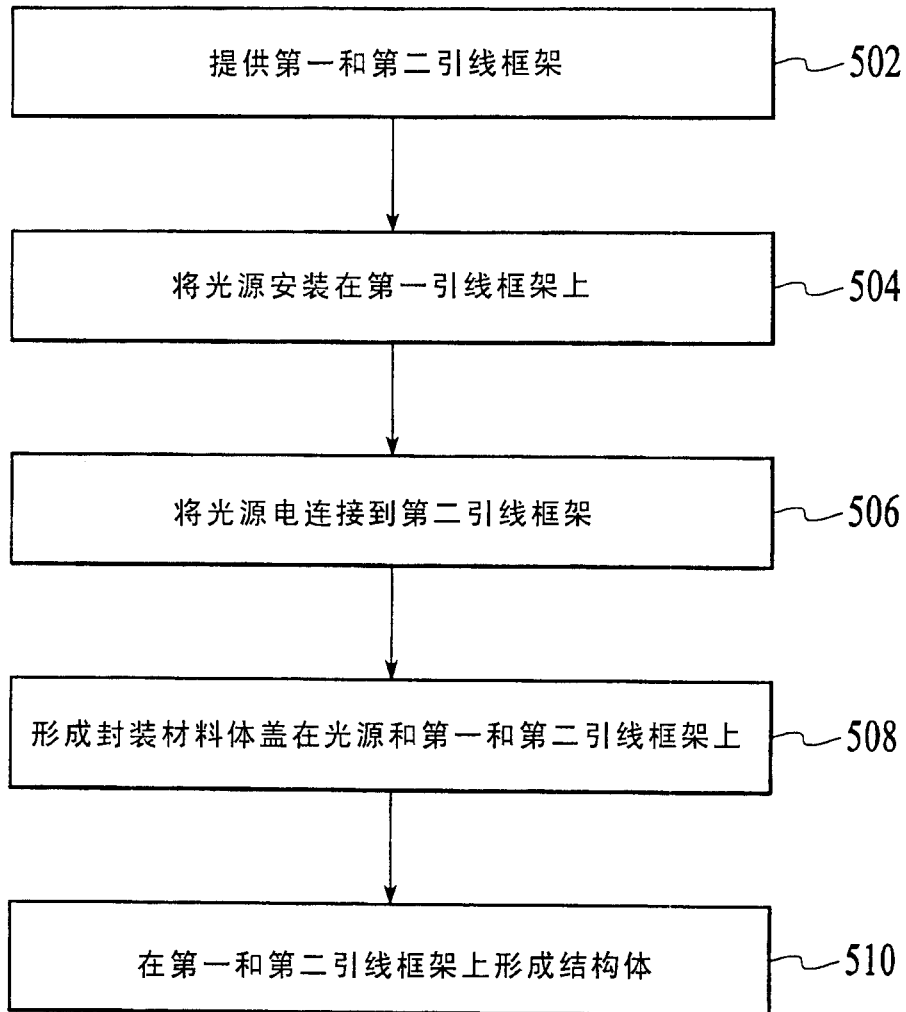 提供第一和第二引线框架
502
将光源安装在第一引线框架上
504
将光源电连接到第二引线框架
506
形成封装材料体盖在光源和第一和第二引线框架上
508
在第一和第二引线框架上形成结构体
510